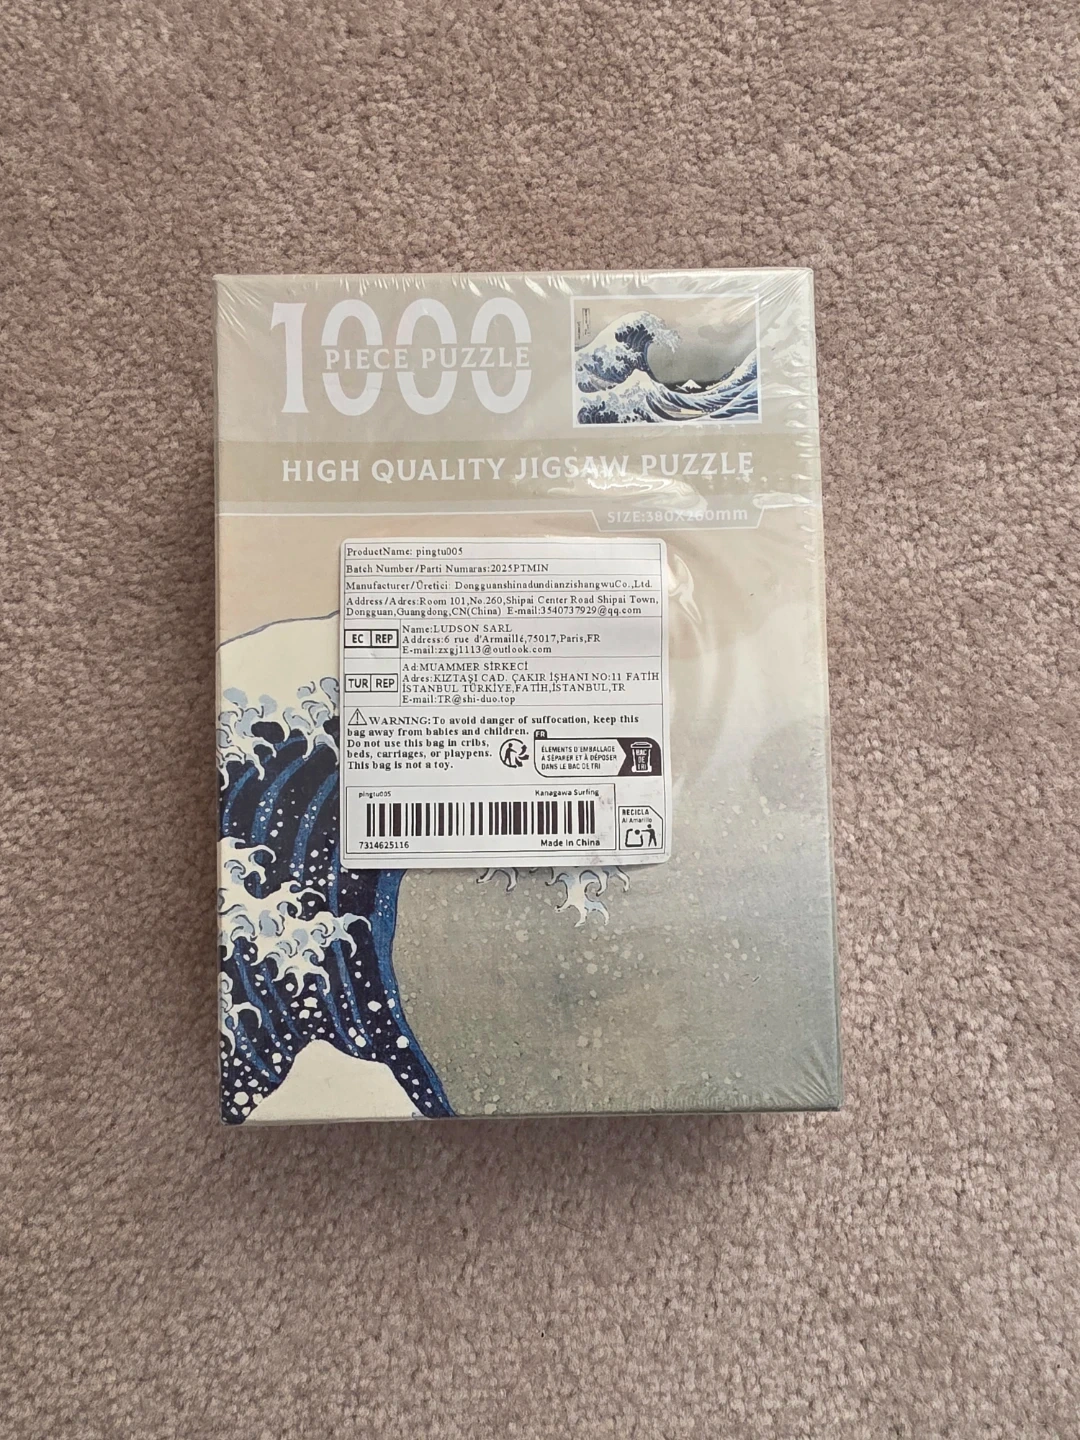 1000
PIECE PUZZLE
HIGH QUALITY JIGSAW PUZZLE
SIZE:380X260mm
ProductName: pingtu005
Batch Number/Parti Numaras:2025PTMIN
Manufacturer/Üretici: DongguanshinadundianzishangwuCo.,Ltd.
Address/Adres:Room 101,No.260,Shipai Center Road Shipai Town,
Dongguan,Guangdong,CN(China) E-mail:3540737929@qq.com
EC REP
Name:LUDSON SARL
Address:6 rue d'Armaillé,75017,Paris,FR
E-mail:zxgj1113@outlook.com
TUR REP
Ad:MUAMMER SİRKECİ
Adres:KIZTAŞI CAD. ÇAKIR İŞHANI NO:11 FATİH
İSTANBUL TÜRKİYE,FATİH,İSTANBUL,TR
E-mail:TR@shi-duo.top
WARNING:To avoid danger of suffocation, keep this
bag away from babies and children.
Do not use this bag in cribs,
beds, carriages, or playpens.
This bag is not a toy.
FR
ÉLÉMENTS D'EMBALLAGE
À SÉPARER ET À DÉPOSER
DANS LE BAC DE TRI
BAC
DE
TRI
pingtu005 Kanagawa Surfing
7314625116 Made In China
RECICLA
Al Amarillo